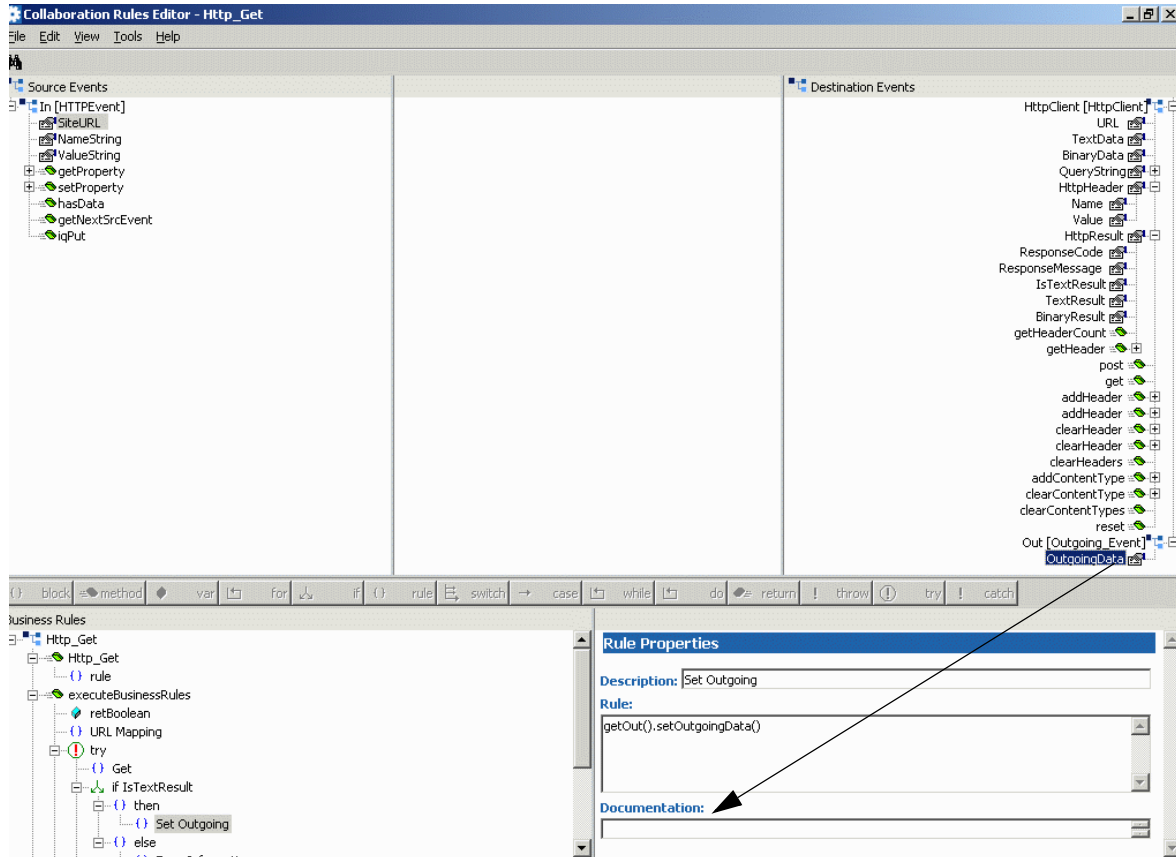 Collaboration Rules Editor - Http_Get
File Edit View Tools Help
Source Events
In [HTTPEvent]
SiteURL
NameString
ValueString
getProperty
setProperty
hasData
getNextSrcEvent
iqPut
Destination Events
HttpClient [HttpClient]
URL
TextData
BinaryData
QueryString
HttpHeader
Name
Value
HttpResult
ResponseCode
ResponseMessage
IsTextResult
TextResult
BinaryResult
getHeaderCount
getHeader
post
get
addHeader
addHeader
clearHeader
clearHeader
clearHeaders
addContentType
clearContentType
clearContentTypes
reset
Out [Outgoing_Event]
OutgoingData
{} block method var for if {} rule switch → case while do return ! throw try ! catch
Business Rules
Http_Get
Http_Get
{} rule
executeBusinessRules
retBoolean
{} URL Mapping
try
{} Get
if IsTextResult
{} then
{} Set Outgoing
{} else
Rule Properties
Description: Set Outgoing
Rule:
getOut().setOutgoingData()
Documentation: